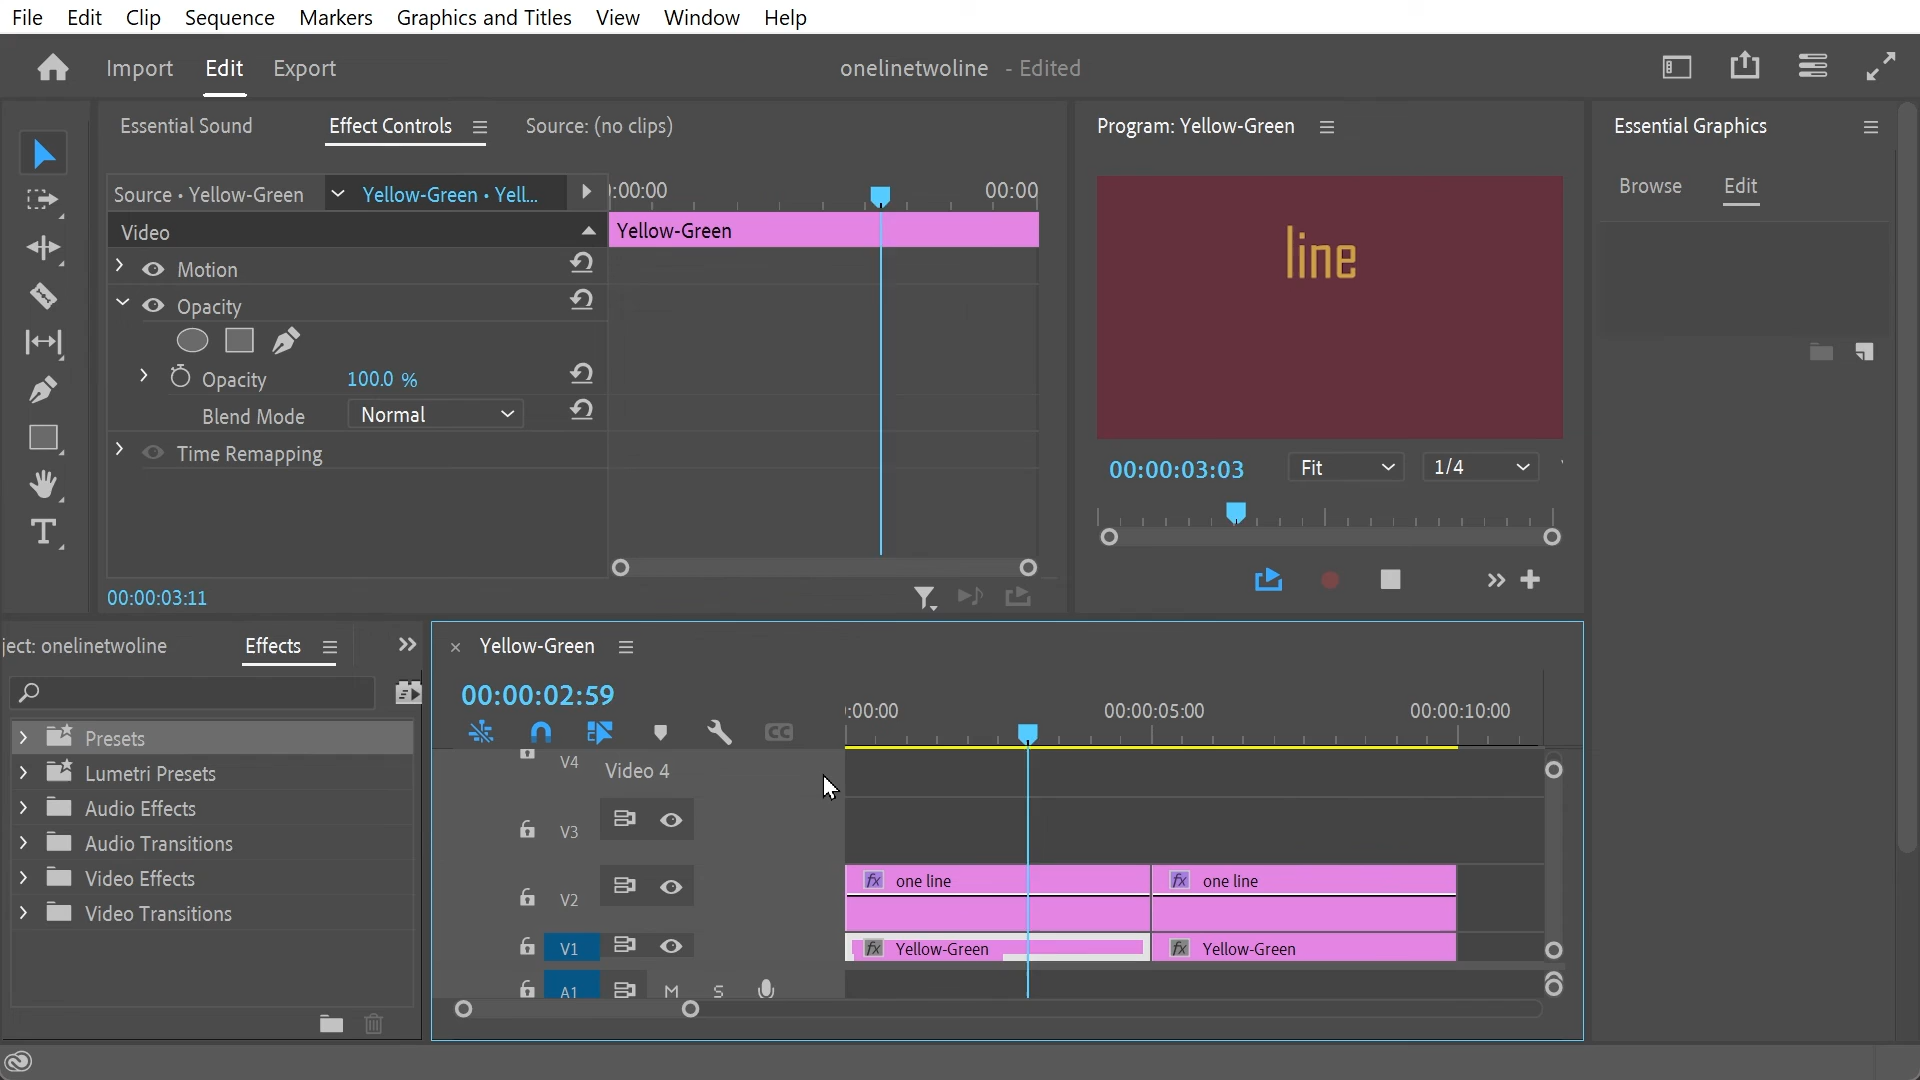 File Edit Clip Sequence Markers Graphics and Titles View Window Help
Import Edit Export onelinetwoline - Edited
Essential Sound Effect Controls Source: (no clips) Program: Yellow-Green Essential Graphics
Browse Edit
Source • Yellow-Green Yellow-Green • Yell... :00:00 00:00
Video Yellow-Green
line
Motion
Opacity
Opacity 100.0 %
Blend Mode Normal
Time Remapping
00:00:03:03 Fit 1/4
00:00:03:11
ject: onelinetwoline Effects × Yellow-Green
00:00:02:59
:00:00 00:00:05:00 00:00:10:00
CC
Presets
V4 Video 4
Lumetri Presets
Audio Effects
V3
Audio Transitions
Video Effects
V2 fx one line fx one line
Video Transitions
V1 fx Yellow-Green fx Yellow-Green
A1 M S